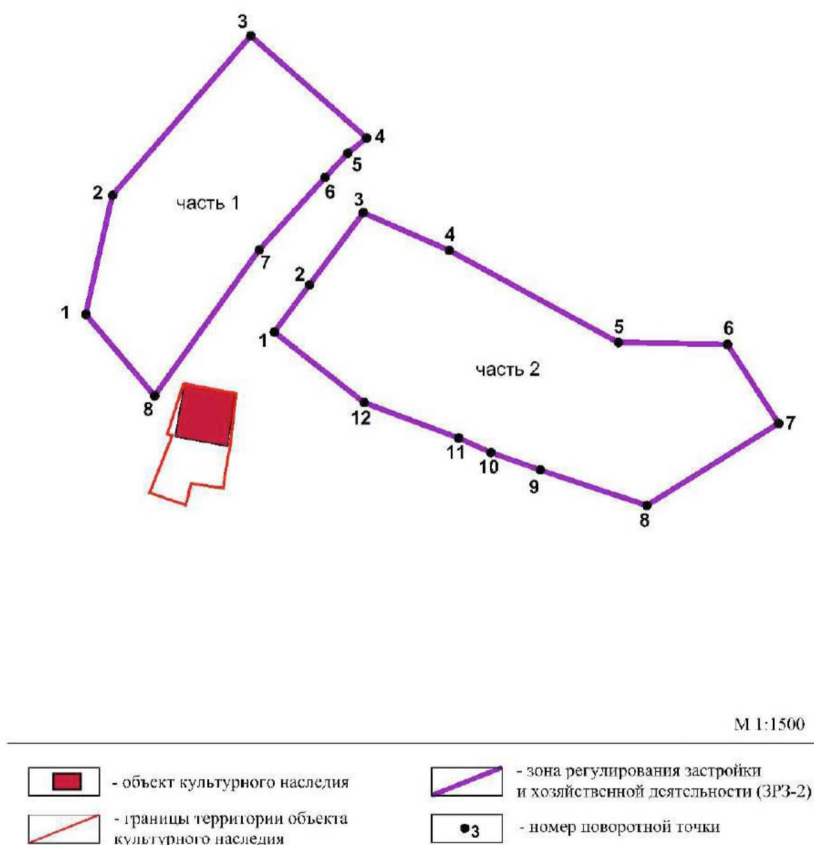 3
4
5
2
6
часть 1
3
4
7
2
1
1
5
6
часть 2
8
12
7
11
10
9
8
М 1:1500
- объект культурного наследия
- границы территории объекта
культурного наследия
- зона регулирования застройки
и хозяйственной деятельности (ЗРЗ-2)
3
- номер поворотной точки